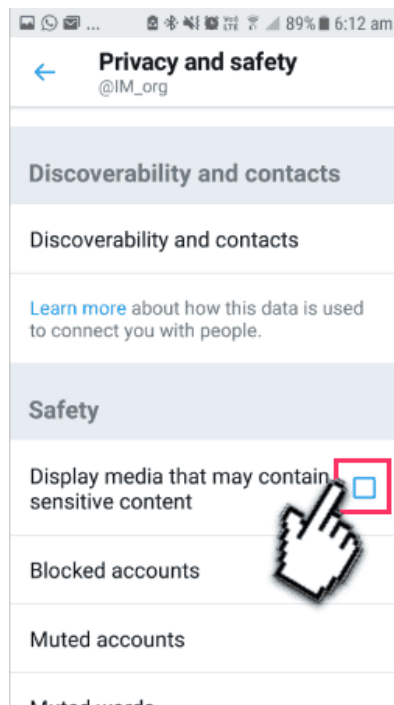 ... 89% 6:12 am
Privacy and safety
@IM_org
Discoverability and contacts
Discoverability and contacts
Learn more about how this data is used
to connect you with people.
Safety
Display media that may contain
sensitive content
Blocked accounts
Muted accounts
Muted words